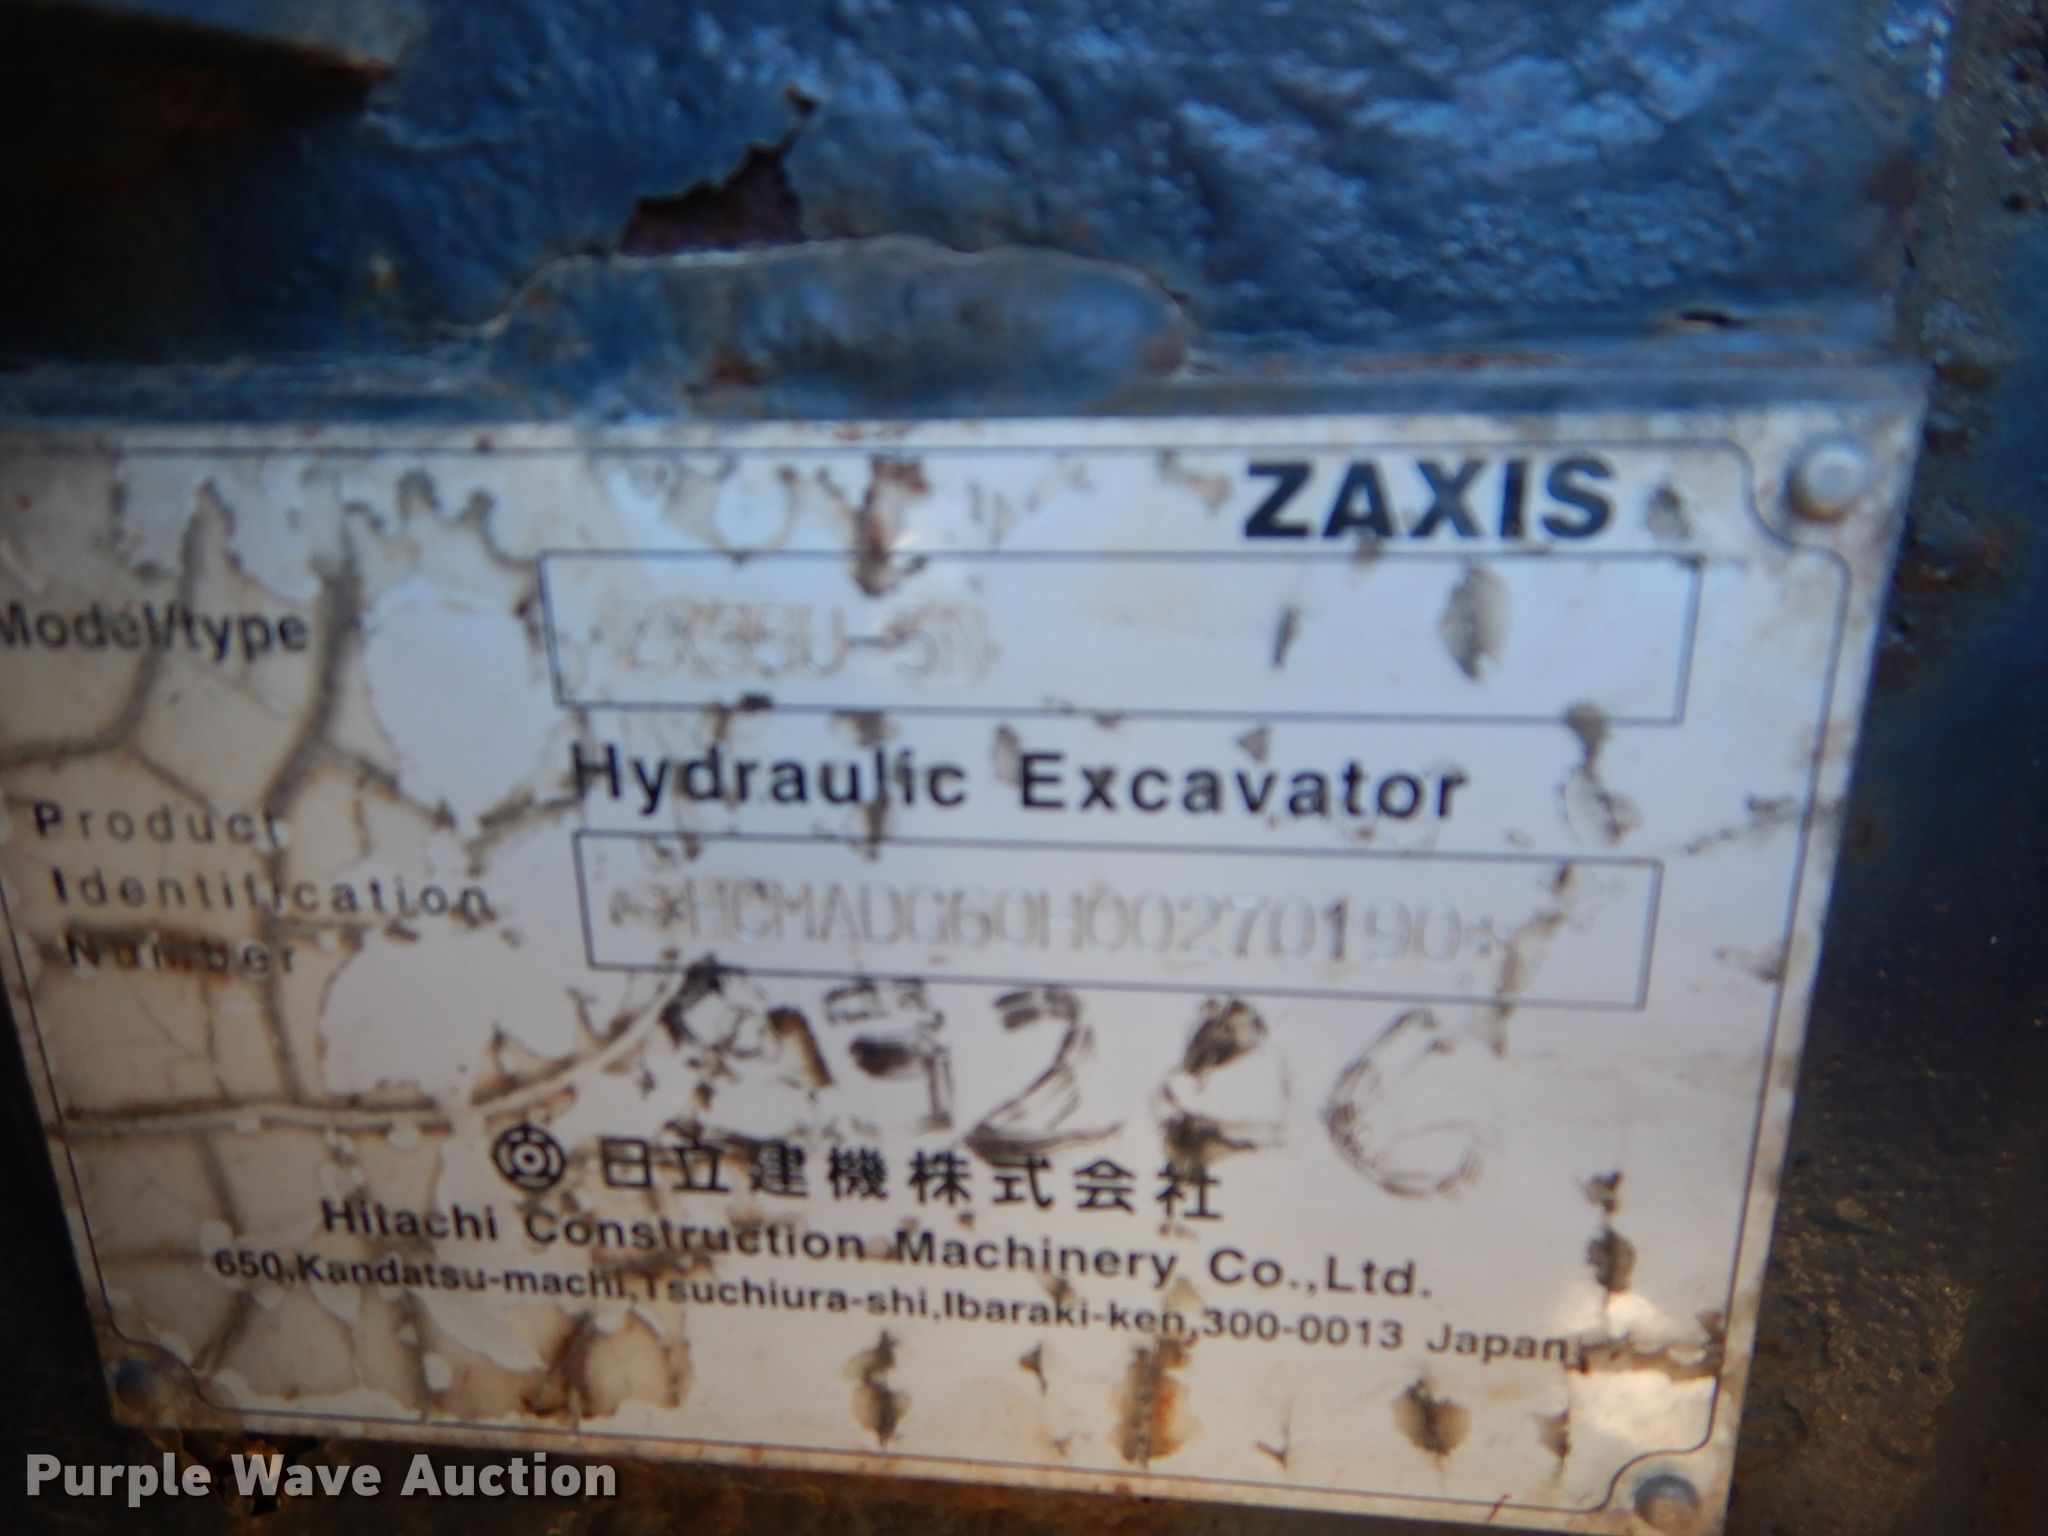 ZAXIS
Model/type ZX35U-5N
Hydraulic Excavator
Product
Identification
Number
*HCMADG60H00270190*
日立建機株式会社
Hitachi Construction Machinery Co.,Ltd.
650,Kandatsu-machi,Tsuchiura-shi,Ibaraki-ken,300-0013 Japan
Purple Wave Auction